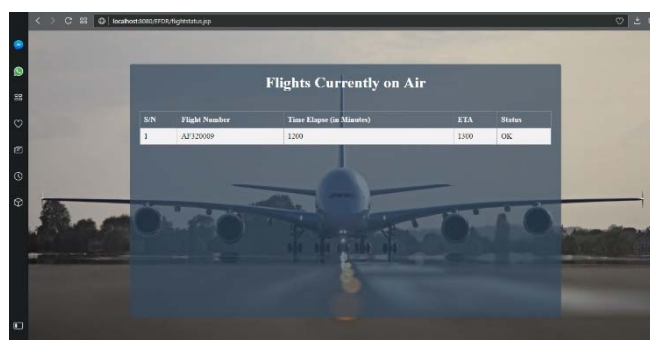 localhost:8080/EFDR/flightstatus.jsp
Flights Currently on Air
S/N Flight Number Time Elapse (in Minutes) ETA Status
1 AF320009 1200 1300 OK